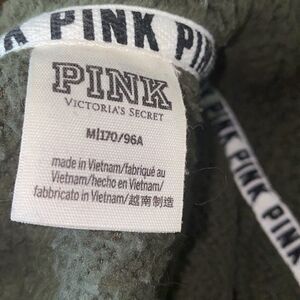 K PINK PINK
PINK
VICTORIA'S SECRET
M|170/96A
made in Vietnam/fabriqué au
Vietnam/hecho en Vietnam/
fabbricato in Vietnam/越南制造
PINK PINK PINK